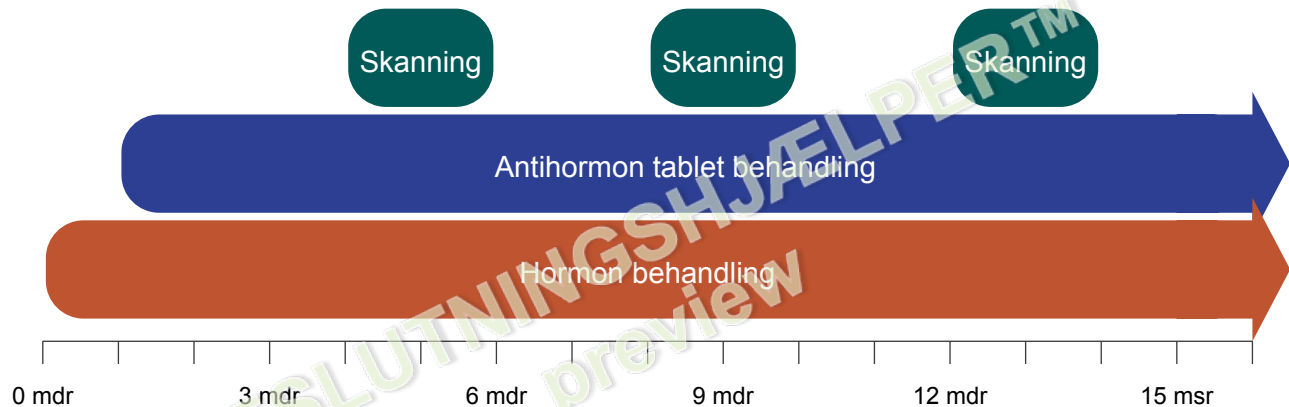 Skanning Skanning Skanning
Antihormon tablet behandling
Hormon behandling
0 mdr 3 mdr 6 mdr 9 mdr 12 mdr 15 msr
SLUTNINGSHJÆLPER™
preview